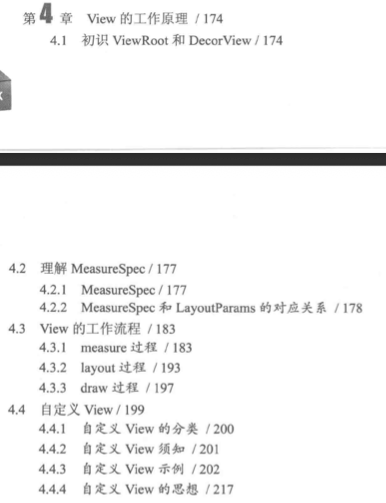 第4章 View 的工作原理 / 174
4.1 初识 ViewRoot 和 DecorView / 174
4.2 理解 MeasureSpec / 177
4.2.1 MeasureSpec / 177
4.2.2 MeasureSpec 和 LayoutParams 的对应关系 / 178
4.3 View 的工作流程 / 183
4.3.1 measure 过程 / 183
4.3.2 layout 过程 / 193
4.3.3 draw 过程 / 197
4.4 自定义 View / 199
4.4.1 自定义 View 的分类 / 200
4.4.2 自定义 View 须知 / 201
4.4.3 自定义 View 示例 / 202
4.4.4 自定义 View 的思想 / 217